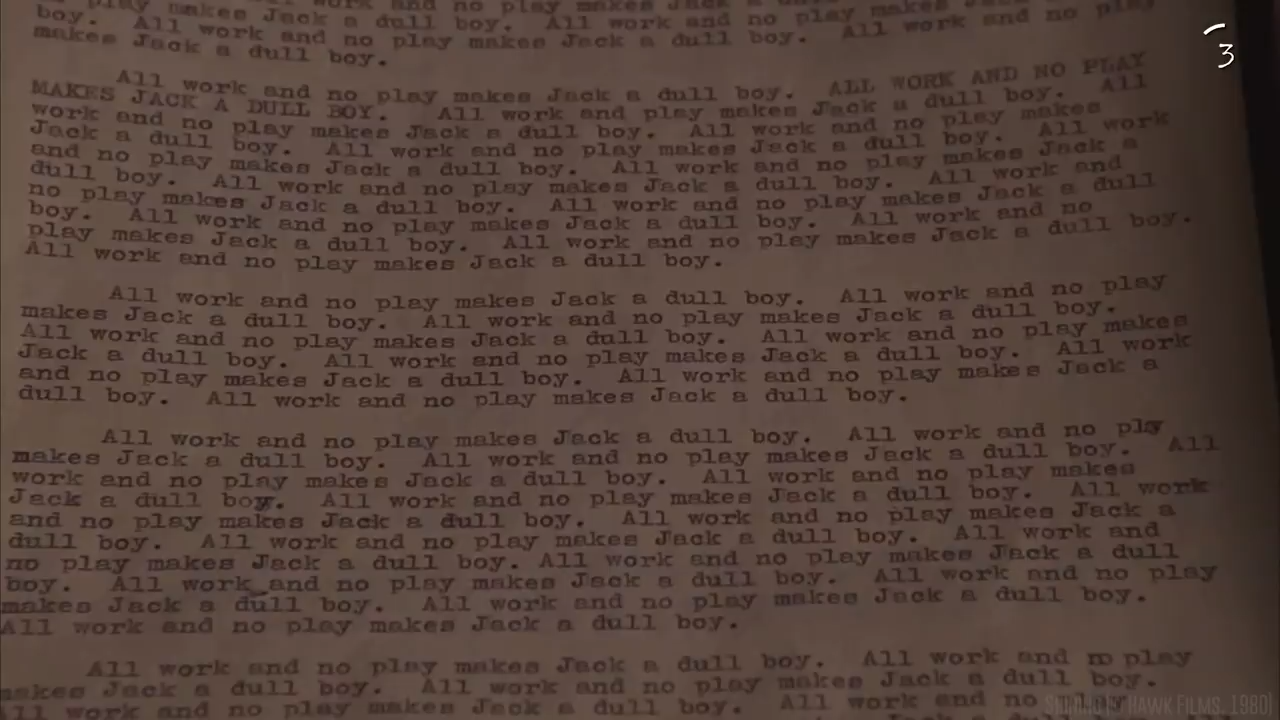 play makes Jack a dull boy. All work and no play makes Jack a dull
boy. All work and no play makes Jack a dull boy. All work and no play
makes Jack a dull boy.
All work and no play makes Jack a dull boy. ALL WORK AND NO PLAY
MAKES JACK A DULL BOY. All work and play makes Jack a dull boy. All
work and no play makes Jack a dull boy. All work and no play makes
Jack a dull boy. All work and no play makes Jack a dull boy. All work
and no play makes Jack a dull boy. All work and no play makes Jack a
dull boy. All work and no play makes Jack a dull boy. All work and
no play makes Jack a dull boy. All work and no play makes Jack a dull
boy. All work and no play makes Jack a dull boy. All work and no
play makes Jack a dull boy. All work and no play makes Jack a dull boy.
All work and no play makes Jack a dull boy.
All work and no play makes Jack a dull boy. All work and no play
makes Jack a dull boy. All work and no play makes Jack a dull boy.
All work and no play makes Jack a dull boy. All work and no play makes
Jack a dull boy. All work and no play makes Jack a dull boy. All work
and no play makes Jack a dull boy. All work and no play makes Jack a
dull boy. All work and no play makes Jack a dull boy.
All work and no play makes Jack a dull boy. All work and no ply
makes Jack a dull boy. All work and no play makes Jack a dull boy. All
work and no play makes Jack a dull boy. All work and no play makes
Jack a dull boy. All work and no play makes Jack a dull boy. All work
and no play makes Jack a dull boy. All work and no play makes Jack a
dull boy. All work and no play makes Jack a dull boy. All work and
no play makes Jack a dull boy. All work and no play makes Jack a dull
boy. All work and no play makes Jack a dull boy. All work and no play
makes Jack a dull boy. All work and no play makes Jack a dull boy.
All work and no play makes Jack a dull boy.
All work and no play makes Jack a dull boy. All work and no play
makes Jack a dull boy. All work and no play makes Jack a dull boy.
All work and no play makes Jack a dull boy. All work and no play
3
HAWK FILMS, 1980]